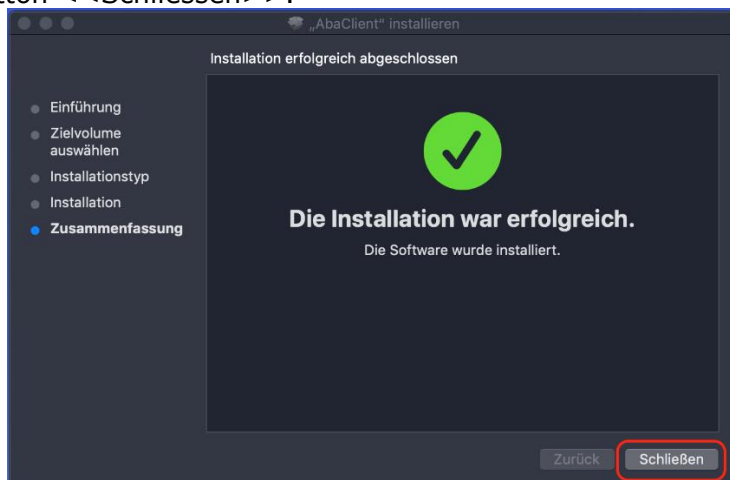 <<Schliessen>>.
„AbaClient“ installieren
Installation erfolgreich abgeschlossen
Einführung
Zielvolume
auswählen
Installationstyp
Installation
Zusammenfassung
Die Installation war erfolgreich.
Die Software wurde installiert.
Zurück
Schließen